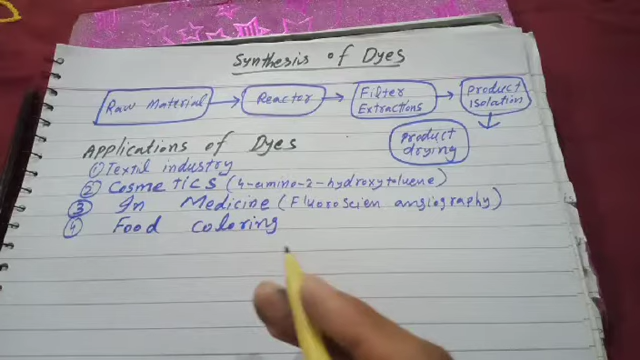 Synthesis of Dyes
Raw Material → Reactor → Filter Extractions → Product Isolation
Product drying
Applications of Dyes
① Textil industry
② Cosmetics (4-amino-2-hydroxytoluene)
③ In Medicine (Fluoroscien angiography)
④ Food coloring